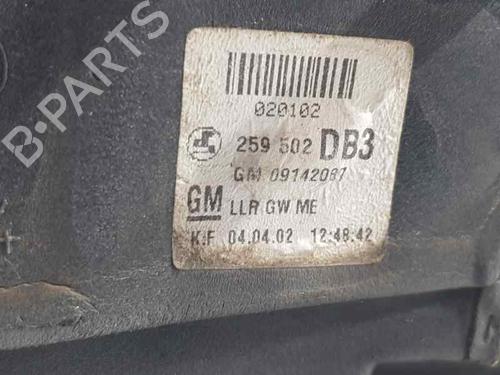 B-PARTS
020102
259 502 DB3
GM 09142087
GM LLR GW ME
K.F 04.04.02 12:48.42